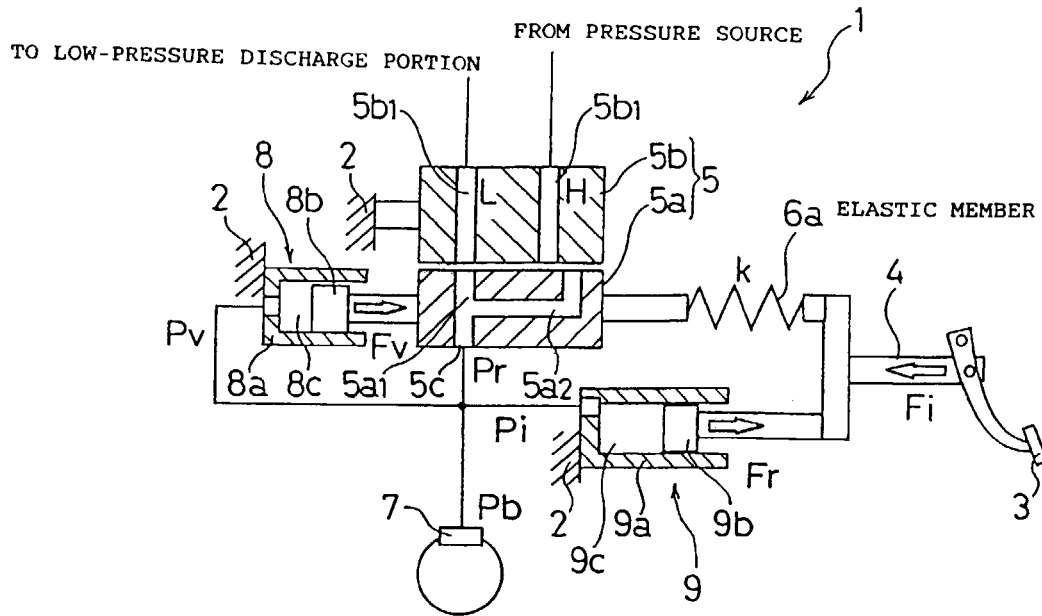 FROM PRESSURE SOURCE
1
TO LOW-PRESSURE DISCHARGE PORTION
5b1
5b1
8
2
5b
5
8b
L
H
5a
2
6a
ELASTIC MEMBER
k
4
Pv
Fv
Pr
8a
8c
5a1
5c
5a2
Fi
Pi
Fr
3
7
Pb
2
9a
9b
9c
9